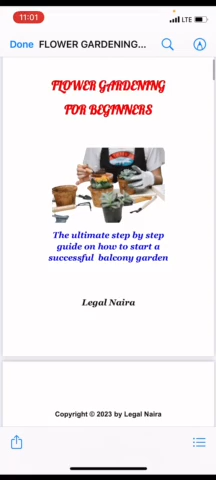 11:01
LTE
Done FLOWER GARDENING...
FLOWER GARDENING
FOR BEGINNERS
The ultimate step by step
guide on how to start a
successful balcony garden
Legal Naira
Copyright © 2023 by Legal Naira